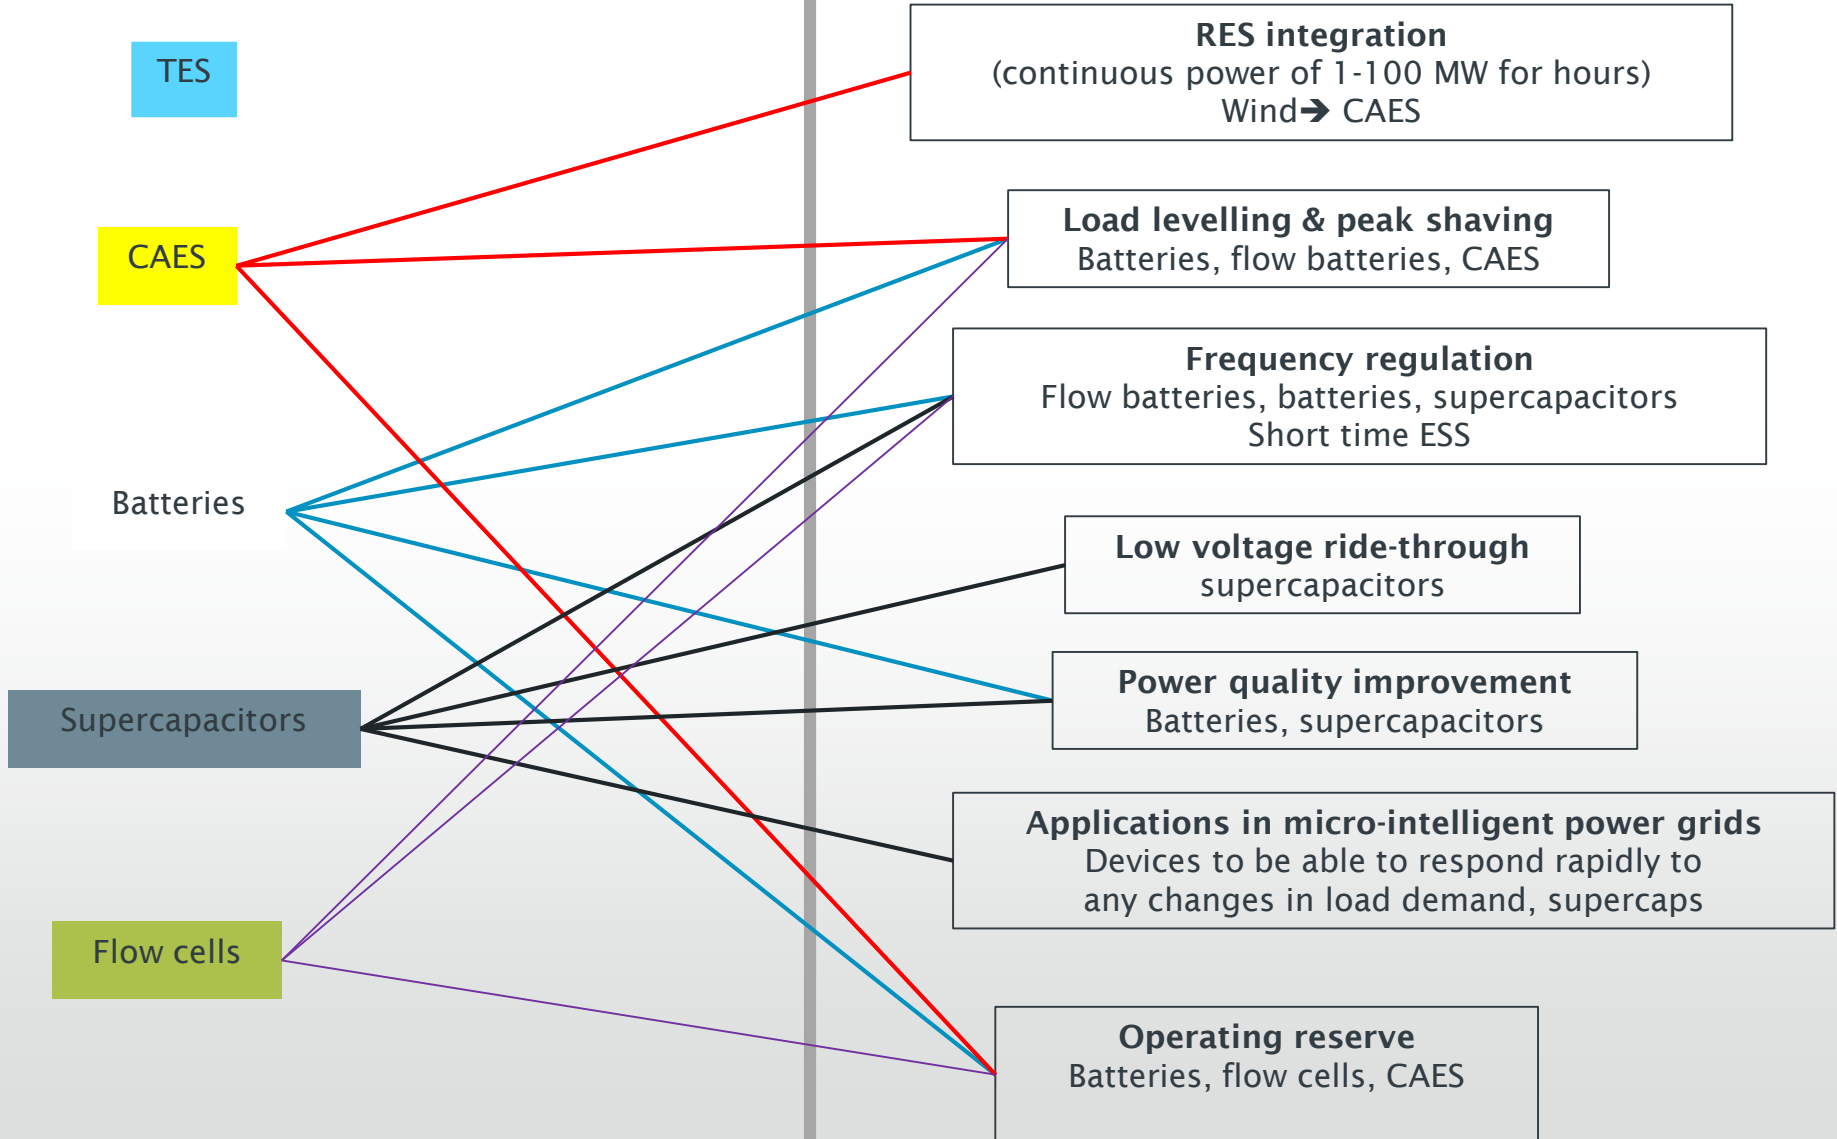 TES
CAES
Batteries
Supercapacitors
Flow cells
RES integration
(continuous power of 1-100 MW for hours)
Wind➔ CAES
Load levelling & peak shaving
Batteries, flow batteries, CAES
Frequency regulation
Flow batteries, batteries, supercapacitors
Short time ESS
Low voltage ride-through
supercapacitors
Power quality improvement
Batteries, supercapacitors
Applications in micro-intelligent power grids
Devices to be able to respond rapidly to
any changes in load demand, supercaps
Operating reserve
Batteries, flow cells, CAES